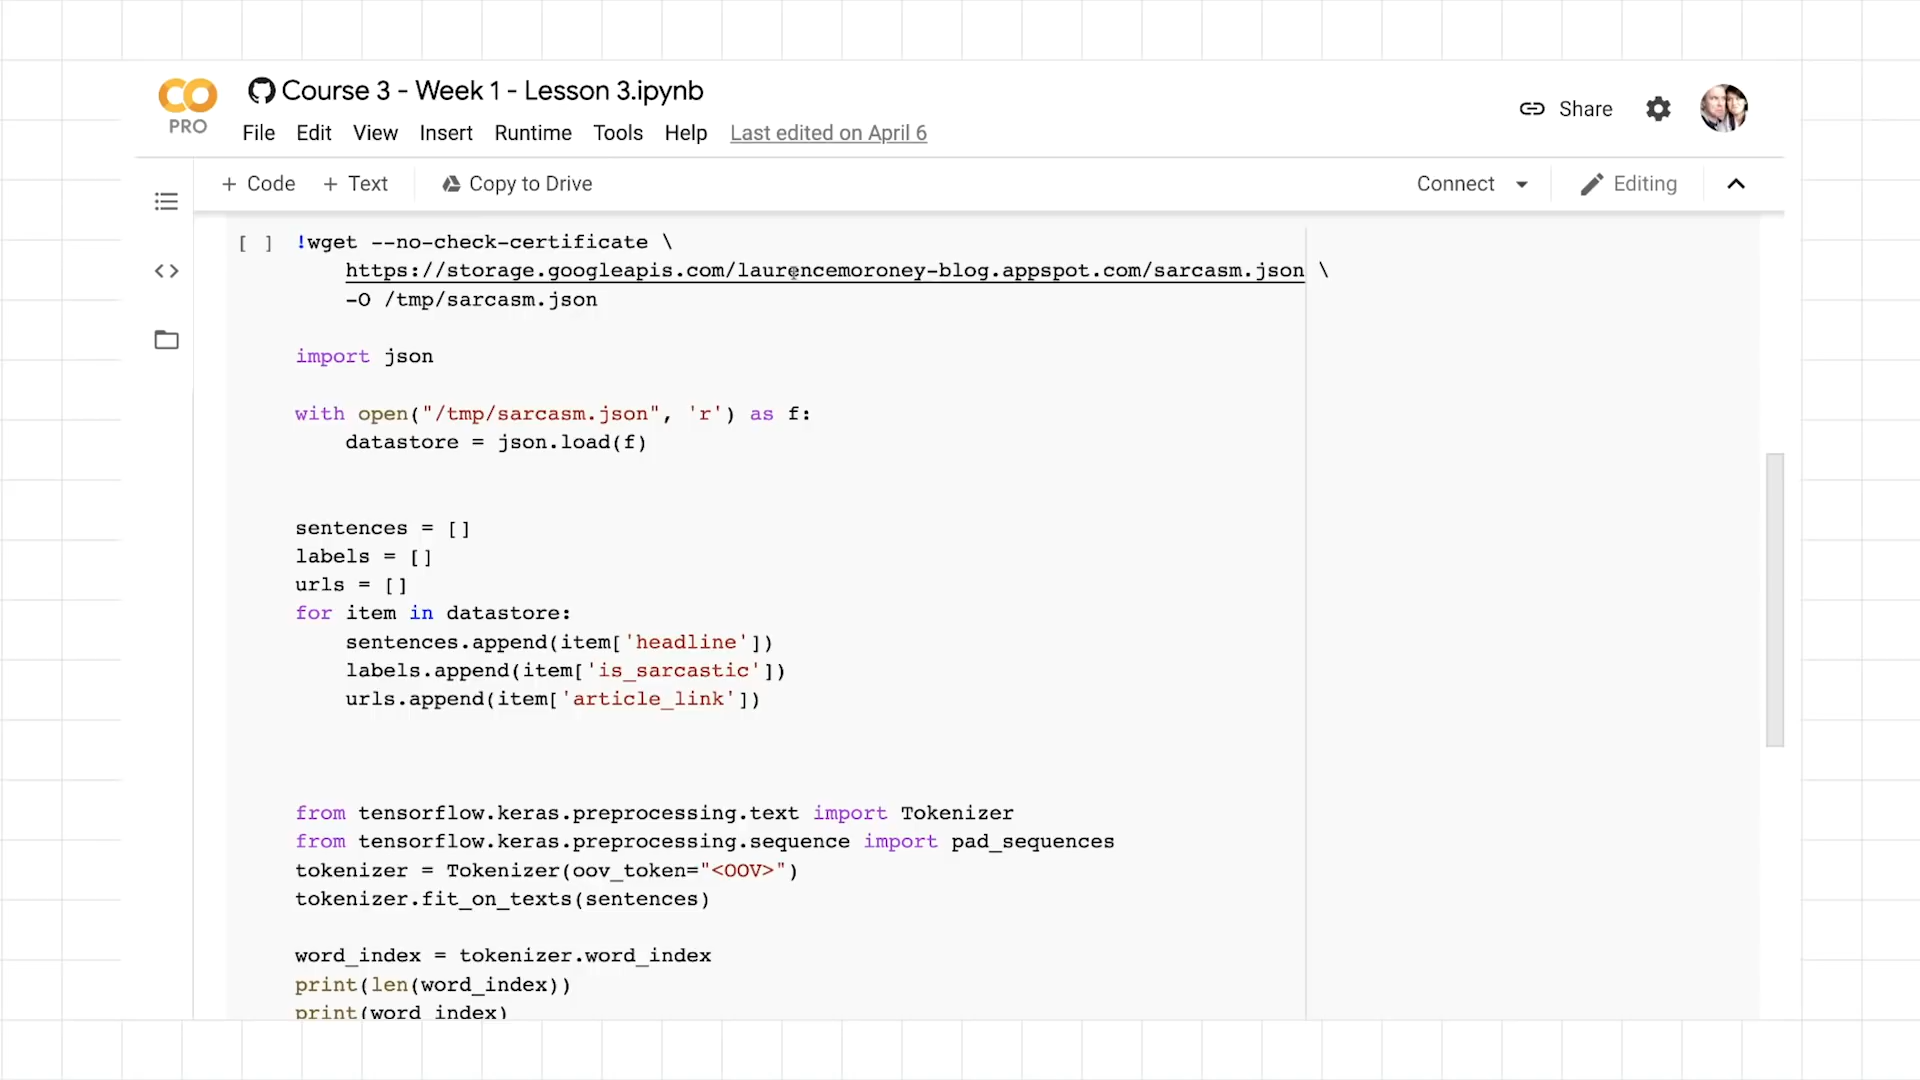 CO
PRO
Course 3 - Week 1 - Lesson 3.ipynb
File Edit View Insert Runtime Tools Help Last edited on April 6
Share
+ Code + Text Copy to Drive
Connect Editing
[ ] !wget --no-check-certificate \
https://storage.googleapis.com/laurencemoroney-blog.appspot.com/sarcasm.json \
-O /tmp/sarcasm.json
import json
with open("/tmp/sarcasm.json", 'r') as f:
datastore = json.load(f)
sentences = []
labels = []
urls = []
for item in datastore:
sentences.append(item['headline'])
labels.append(item['is_sarcastic'])
urls.append(item['article_link'])
from tensorflow.keras.preprocessing.text import Tokenizer
from tensorflow.keras.preprocessing.sequence import pad_sequences
tokenizer = Tokenizer(oov_token="<OOV>")
tokenizer.fit_on_texts(sentences)
word_index = tokenizer.word_index
print(len(word_index))
print(word_index)